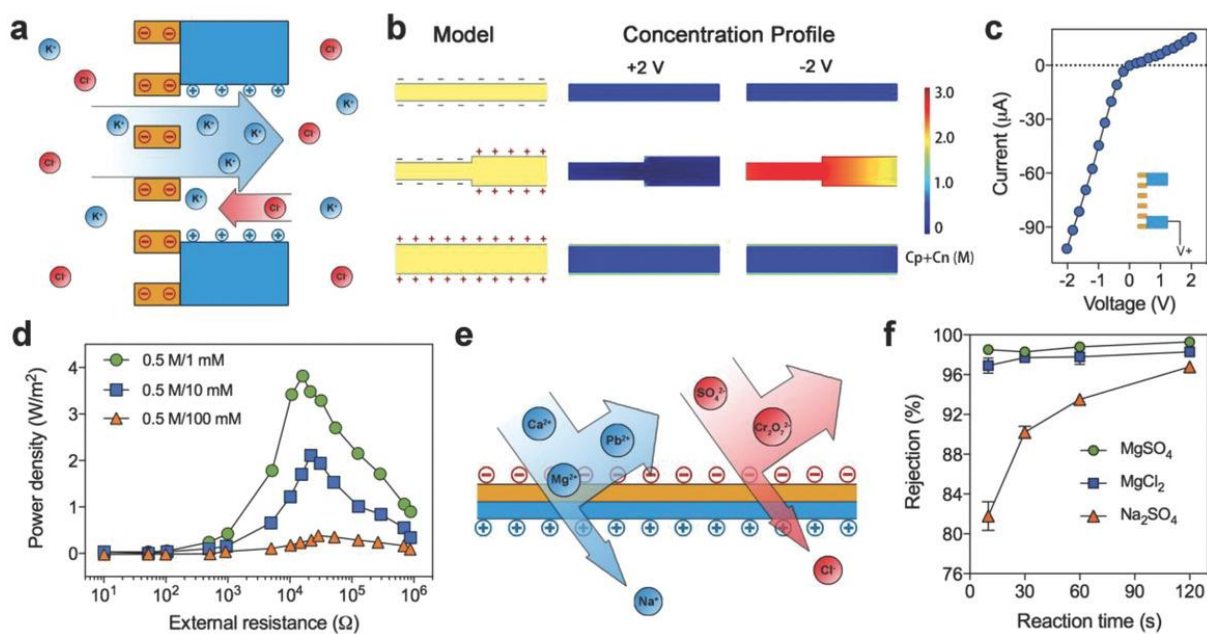 a
K⁺
Cl⁻
Cl⁻
K⁺
Cl⁻
K⁺
K⁺
K⁺
K⁺
K⁺
Cl⁻
Cl⁻
K⁺
K⁺
Cl⁻
K⁺
Cl⁻
Cl⁻
b
Model
Concentration Profile
+2 V
-2 V
3.0
2.0
1.0
0
Cp+Cn (M)
c
Current (μA)
0
-30
-60
-90
-2 -1 0 1 2
Voltage (V)
V+
d
Power density (W/m²)
4
3
2
1
0
0.5 M/1 mM
0.5 M/10 mM
0.5 M/100 mM
10¹ 10² 10³ 10⁴ 10⁵ 10⁶
External resistance (Ω)
e
Ca²⁺
Pb²⁺
Mg²⁺
Na⁺
SO₄²⁻
Cr₂O₇²⁻
Cl⁻
f
Rejection (%)
100
96
92
88
84
80
76
MgSO₄
MgCl₂
Na₂SO₄
0 30 60 90 120
Reaction time (s)